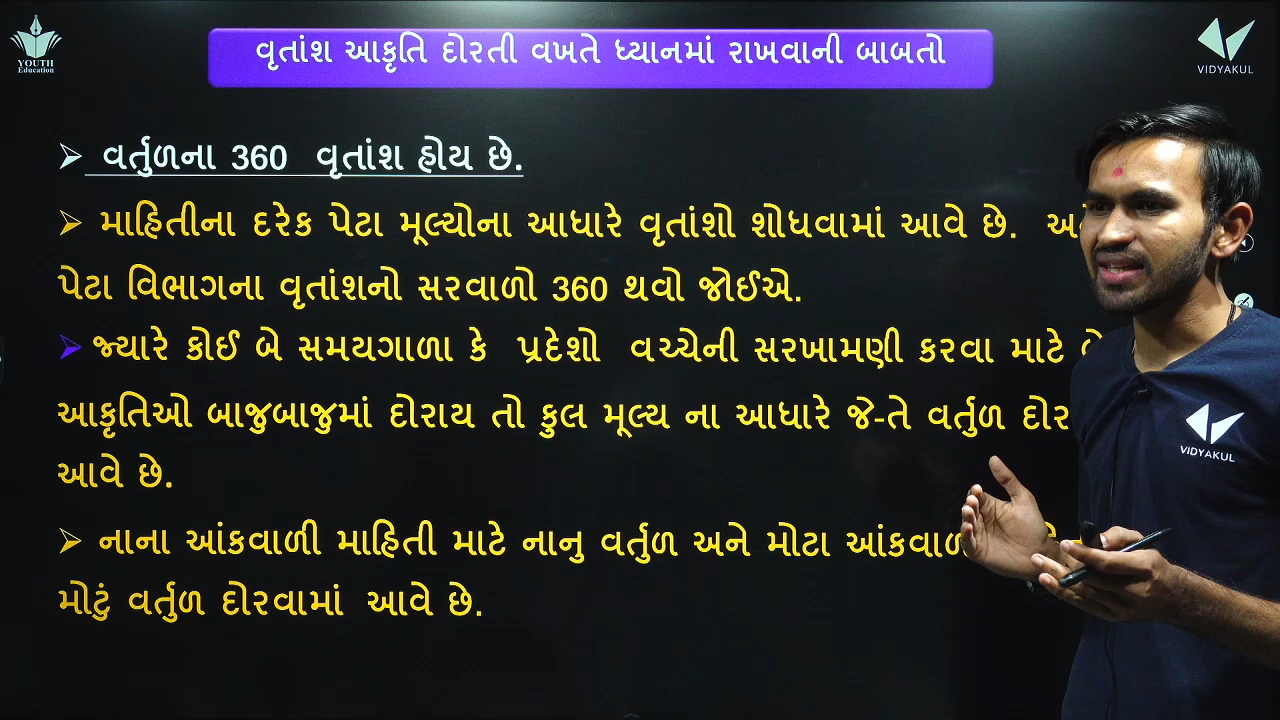 YOUTH
Education
વૃતાંશ આકૃતિ દોરતી વખતે ધ્યાનમાં રાખવાની બાબતો
VIDYAKUL
➢ વર્તુળના 360 વૃતાંશ હોય છે.
➢ માહિતીના દરેક પેટા મૂલ્યોના આધારે વૃતાંશો શોધવામાં આવે છે.
પેટા વિભાગના વૃતાંશનો સરવાળો 360 થવો જોઈએ.
➢ જ્યારે કોઈ બે સમયગાળા કે પ્રદેશો વચ્ચેની સરખામણી કરવા માટે
આકૃતિઓ બાજુબાજુમાં દોરાય તો કુલ મૂલ્ય ના આધારે જે-તે વર્તુળ
આવે છે.
➢ નાના આંકવાળી માહિતી માટે નાનુ વર્તુળ અને મોટા
મોટું વર્તુળ દોરવામાં આવે છે.
VIDYAKUL